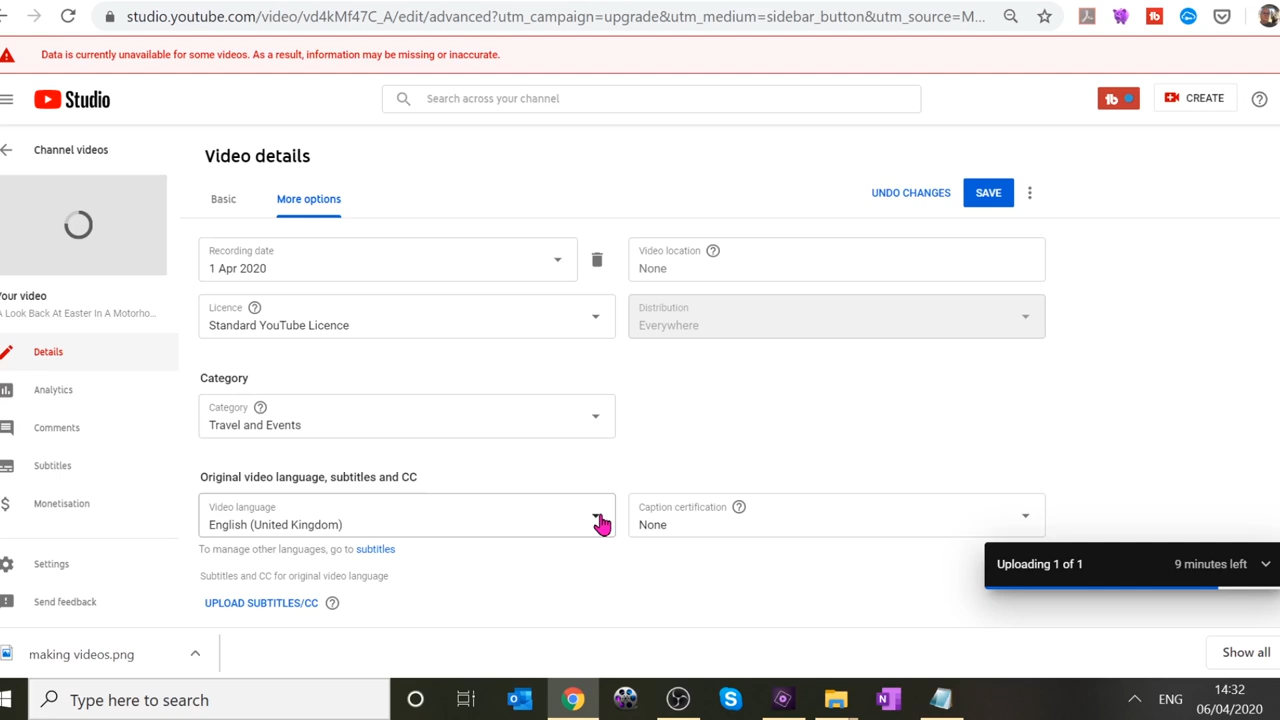 studio.youtube.com/video/vd4kMf47C_A/edit/advanced?utm_campaign=upgrade&utm_medium=sidebar_button&utm_source=M...
Data is currently unavailable for some videos. As a result, information may be missing or inaccurate.
Studio
Search across your channel
tb
CREATE
Channel videos
Video details
Basic
More options
UNDO CHANGES
SAVE
Recording date
1 Apr 2020
Video location
None
Your video
A Look Back At Easter In A Motorho...
Licence
Standard YouTube Licence
Distribution
Everywhere
Details
Analytics
Comments
Subtitles
Monetisation
Settings
Send feedback
Category
Category
Travel and Events
Original video language, subtitles and CC
Video language
English (United Kingdom)
Caption certification
None
To manage other languages, go to subtitles
Subtitles and CC for original video language
UPLOAD SUBTITLES/CC
Uploading 1 of 1
9 minutes left
making videos.png
Show all
Type here to search
ENG
14:32
06/04/2020